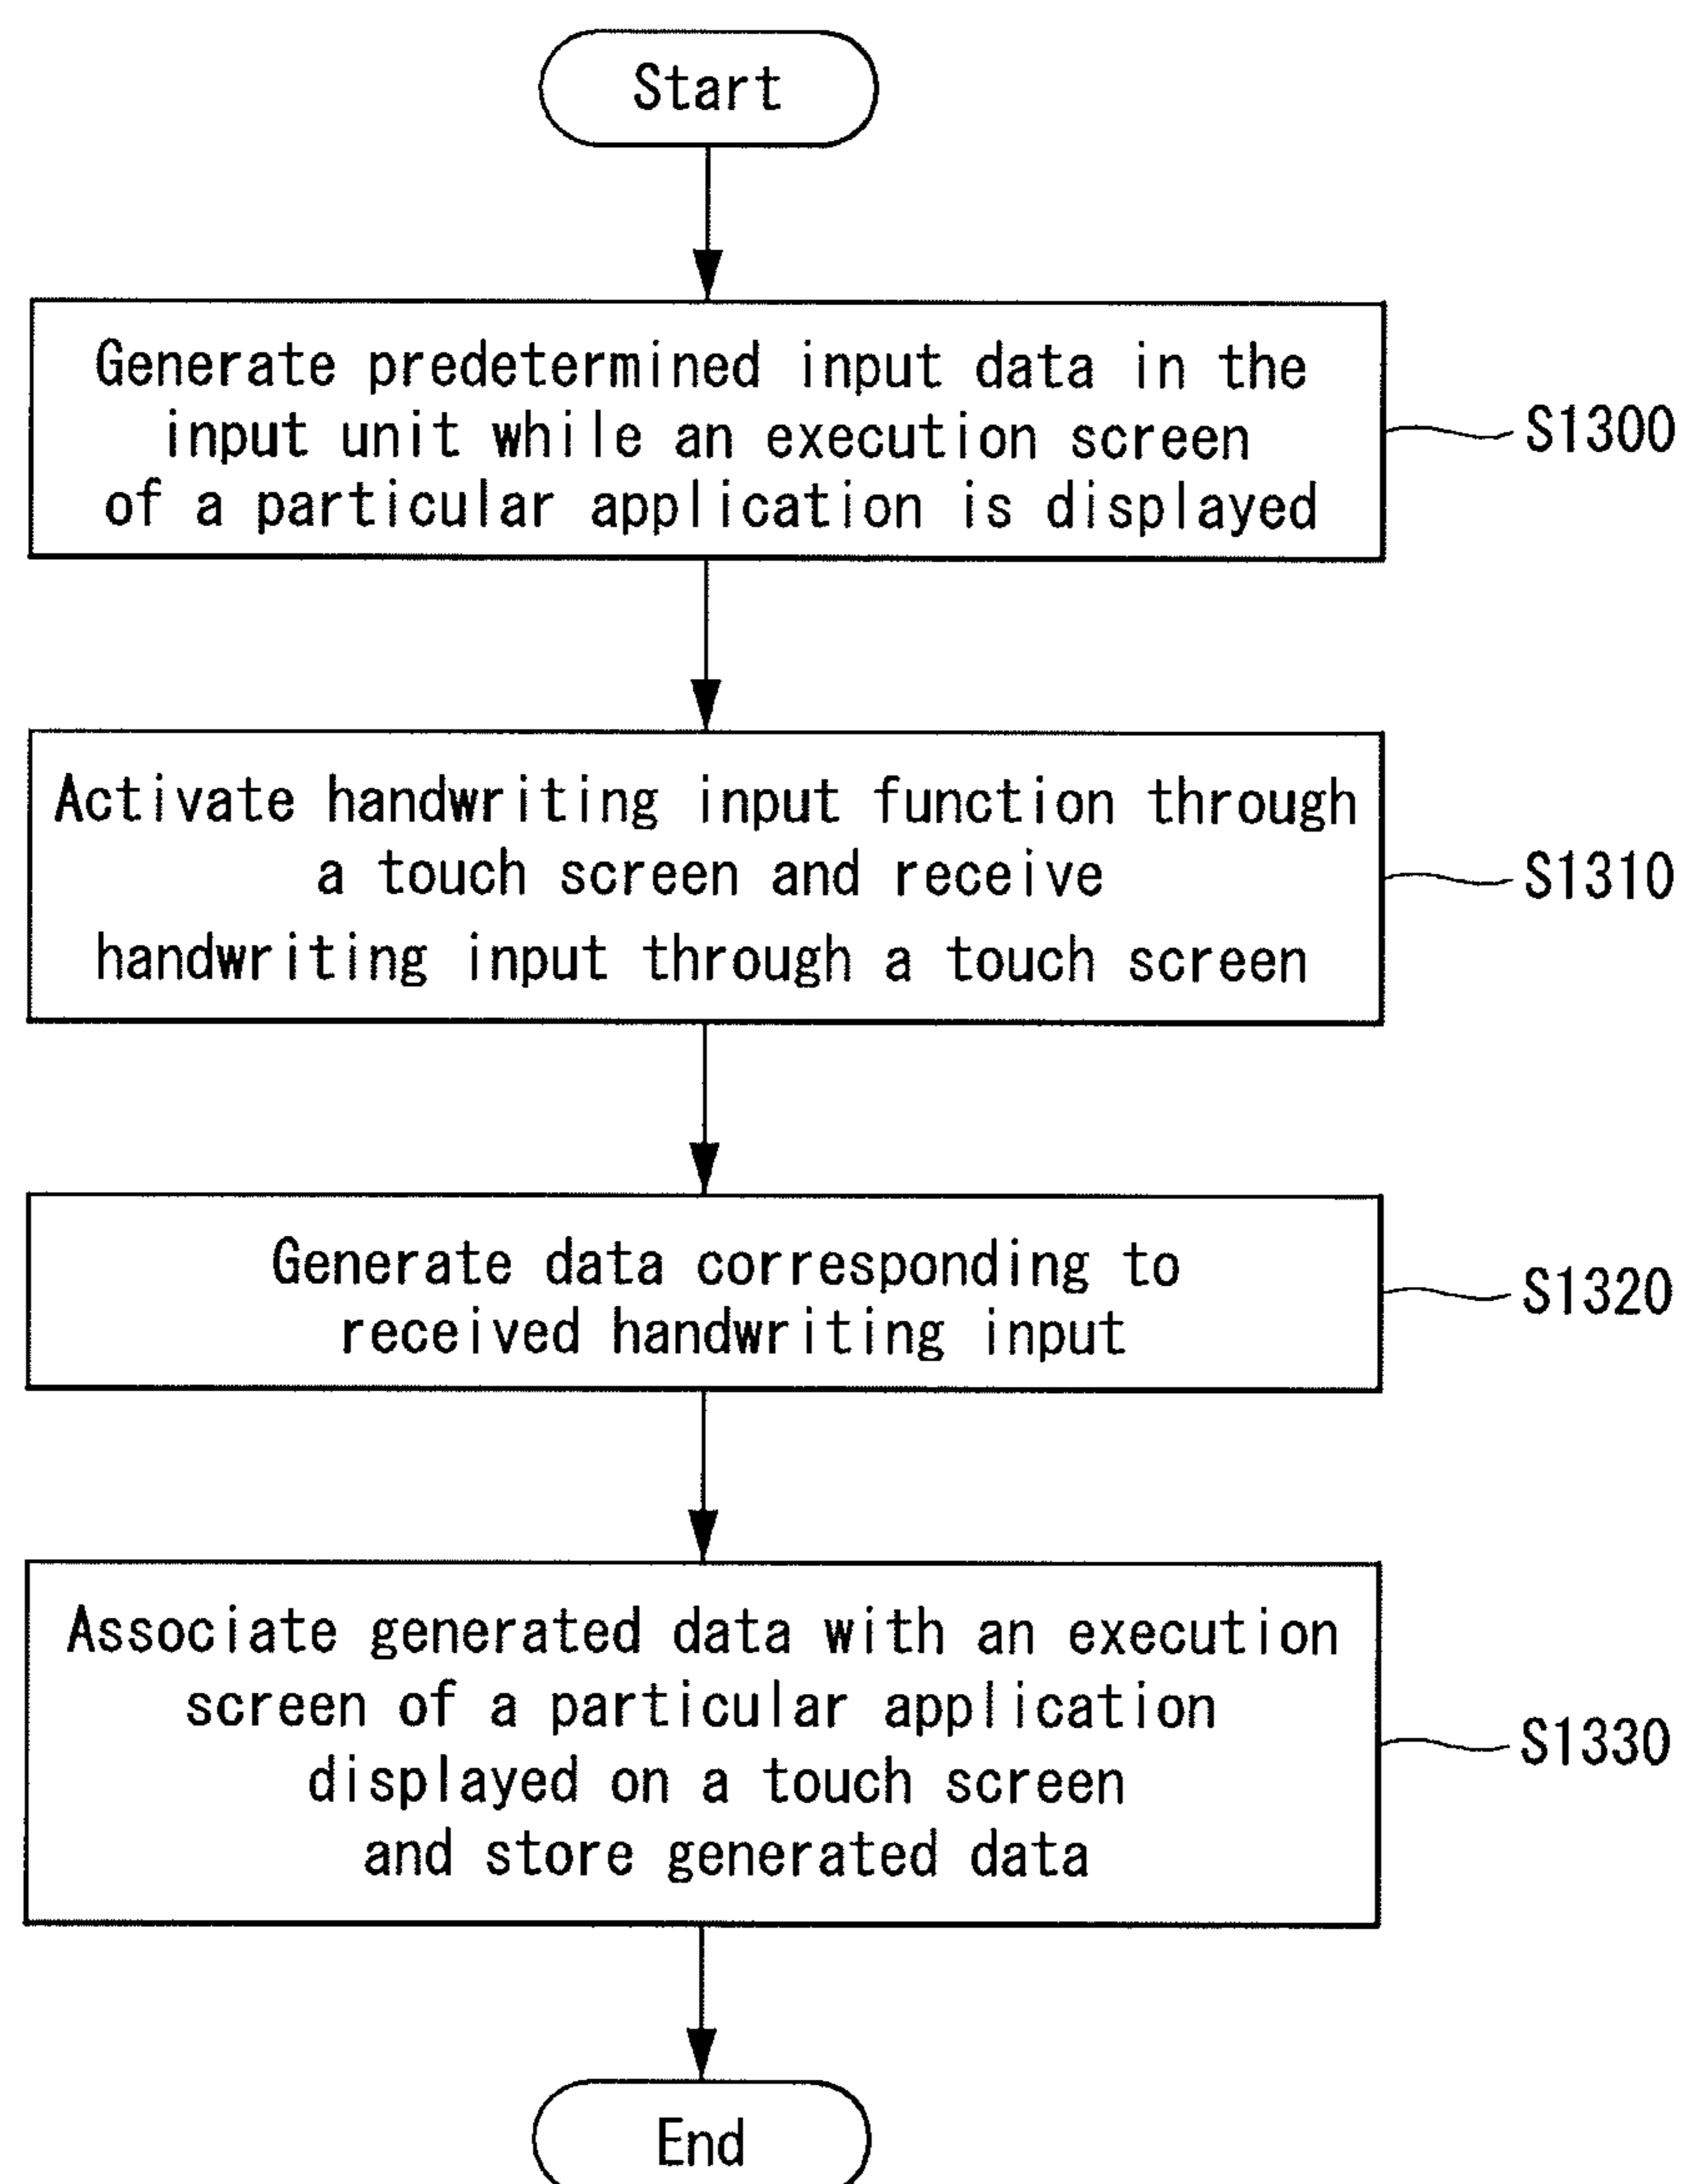 Start
Generate predetermined input data in the
input unit while an execution screen
of a particular application is displayed
S1300
Activate handwriting input function through
a touch screen and receive
handwriting input through a touch screen
S1310
Generate data corresponding to
received handwriting input
S1320
Associate generated data with an execution
screen of a particular application
displayed on a touch screen
and store generated data
S1330
End